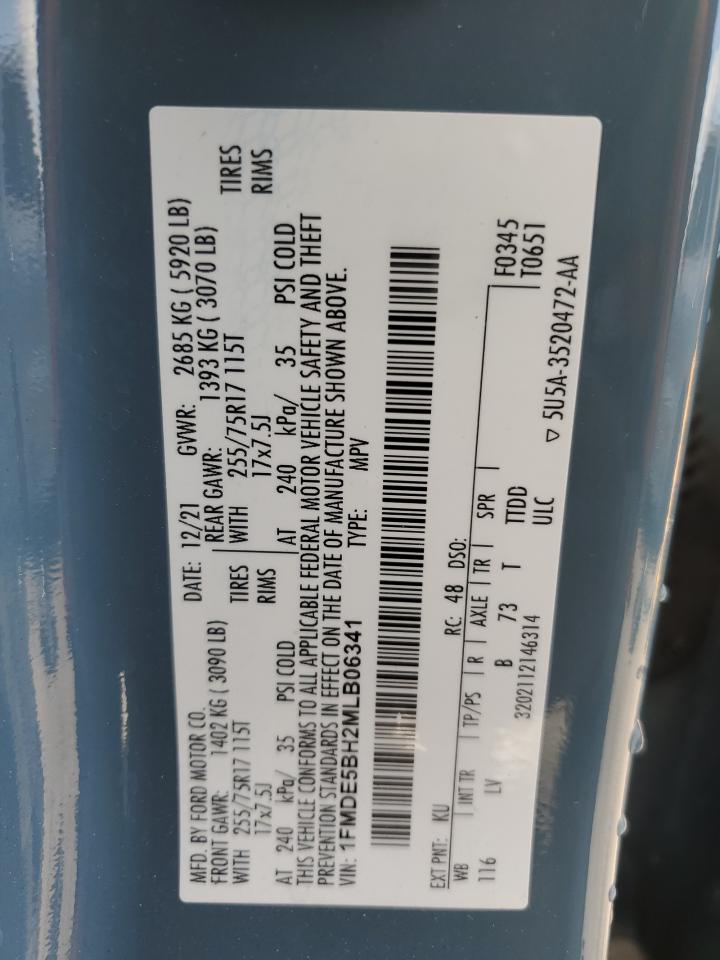 MFD. BY FORD MOTOR CO.
DATE: 12/21 GVWR: 2685 KG ( 5920 LB)
FRONT GAWR: 1402 KG ( 3090 LB) REAR GAWR: 1393 KG ( 3070 LB)
WITH 255/75R17 115T TIRES WITH 255/75R17 115T TIRES
17x7.5J RIMS 17x7.5J RIMS
AT 240 kPa/ 35 PSI COLD AT 240 kPa/ 35 PSI COLD
THIS VEHICLE CONFORMS TO ALL APPLICABLE FEDERAL MOTOR VEHICLE SAFETY AND THEFT
PREVENTION STANDARDS IN EFFECT ON THE DATE OF MANUFACTURE SHOWN ABOVE.
VIN: 1FMDE5BH2MLB06341 TYPE: MPV
EXT PNT: KU RC: 48 DSO:
WB INT TR TP/PS R AXLE TR SPR F0345
116 LV B 73 T TTDD T0651
3202112146314 ULC
▽ 5U5A-3520472-AA